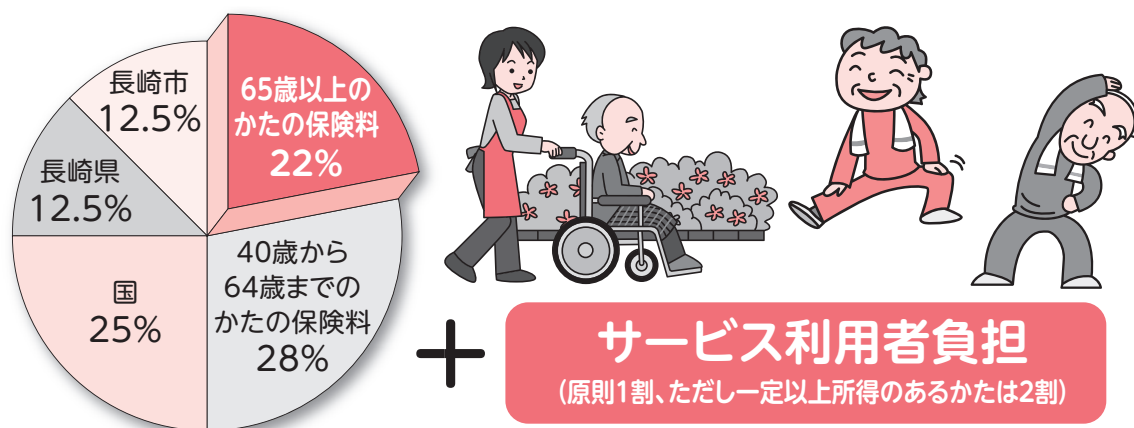 長崎市
12.5%
65歳以上の
かたの保険料
22%
長崎県
12.5%
国
25%
40歳から
64歳までの
かたの保険料
28%
+
サービス利用者負担
(原則1割、ただし一定以上所得のあるかたは2割)